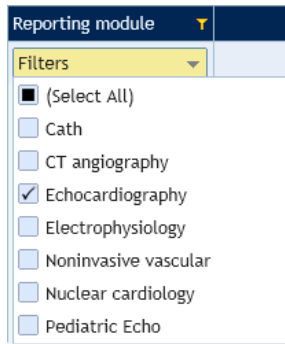 Reporting module
Filters
(Select All)
Cath
CT angiography
Echocardiography
Electrophysiology
Noninvasive vascular
Nuclear cardiology
Pediatric Echo